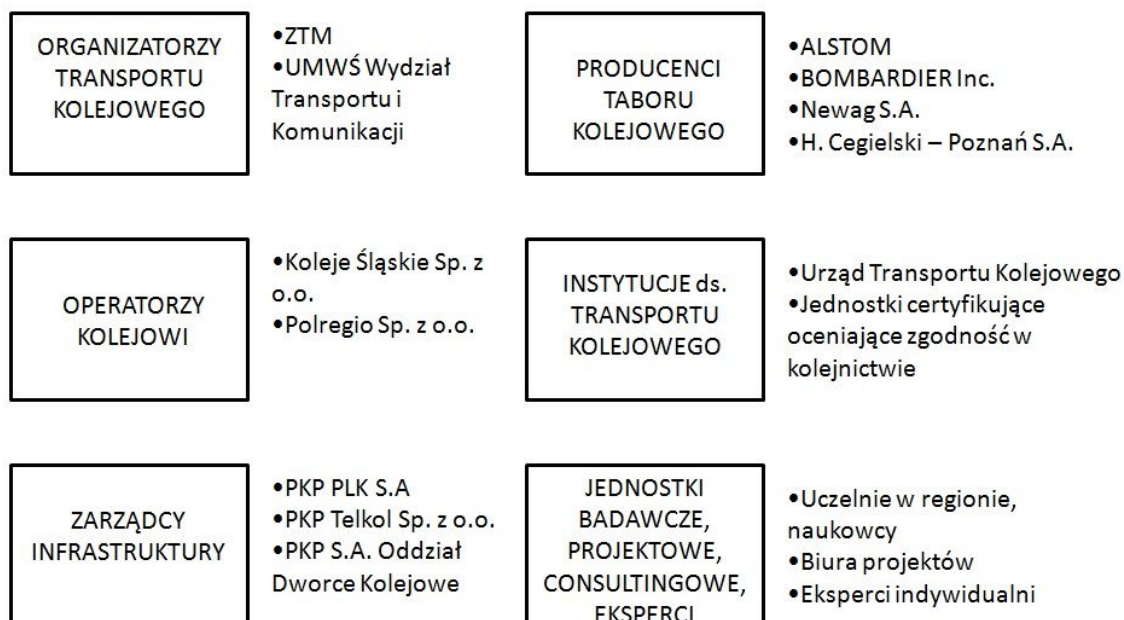 ORGANIZATORZY
TRANSPORTU
KOLEJOWEGO
•ZTM
•UMWŚ Wydział
Transportu i
Komunikacji
PRODUCENCI
TABORU
KOLEJOWEGO
•ALSTOM
•BOMBARDIER Inc.
•Newag S.A.
•H. Cegielski – Poznań S.A.
OPERATORZY
KOLEJOWI
•Koleje Śląskie Sp. z
o.o.
•Polregio Sp. z o.o.
INSTYTUCJE ds.
TRANSPORTU
KOLEJOWEGO
•Urząd Transportu Kolejowego
•Jednostki certyfikujące
oceniające zgodność w
kolejnictwie
ZARZĄDCY
INFRASTRUKTURY
•PKP PLK S.A
•PKP Telkol Sp. z o.o.
•PKP S.A. Oddział
Dworce Kolejowe
JEDNOSTKI
BADAWCZE,
PROJEKTOWE,
CONSULTINGOWE,
EKSPERCI
•Uczelnie w regionie,
naukowcy
•Biura projektów
•Eksperci indywidualni